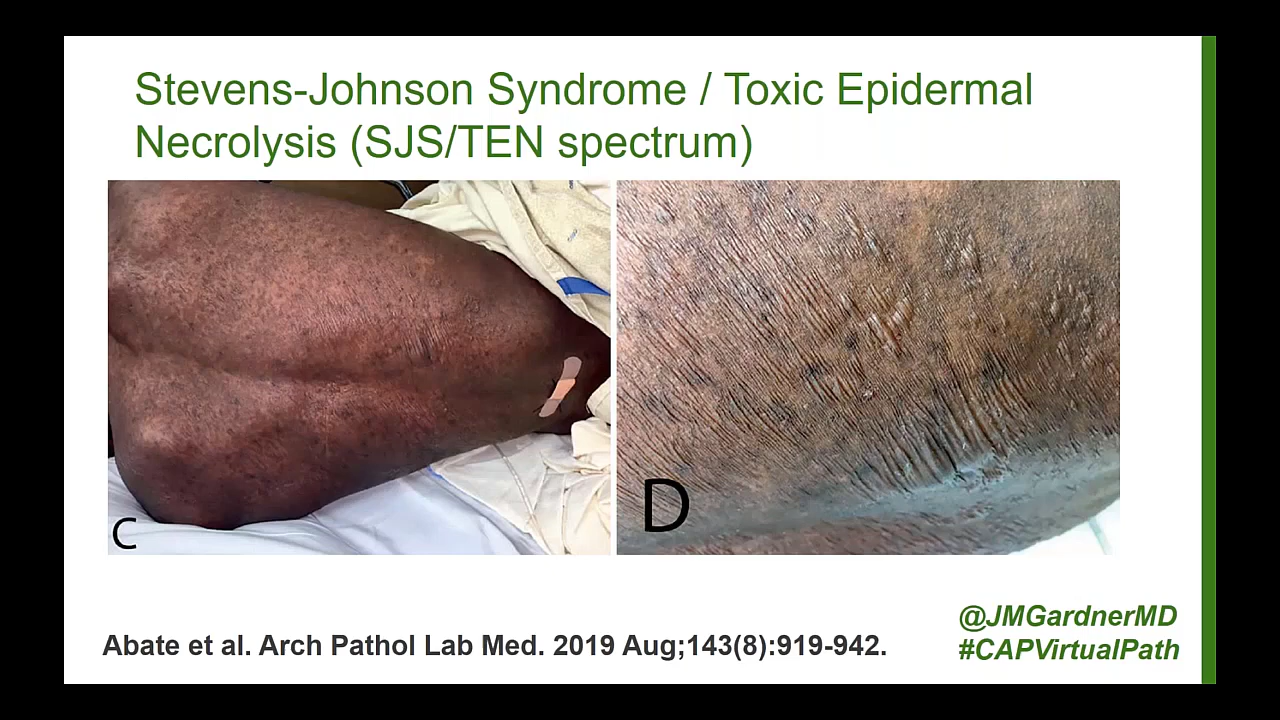 Stevens-Johnson Syndrome / Toxic Epidermal
Necrolysis (SJS/TEN spectrum)
C
D
@JMGardnerMD
Abate et al. Arch Pathol Lab Med. 2019 Aug;143(8):919-942.
#CAPVirtualPath